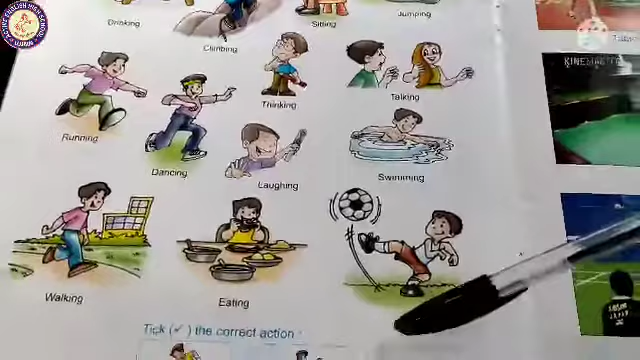 Drinking
Climbing
Sitting
Jumping
KINEMASTER
Running
Dancing
Thinking
Talking
Laughing
Swimming
Walking
Eating
Tick (✓) the correct action